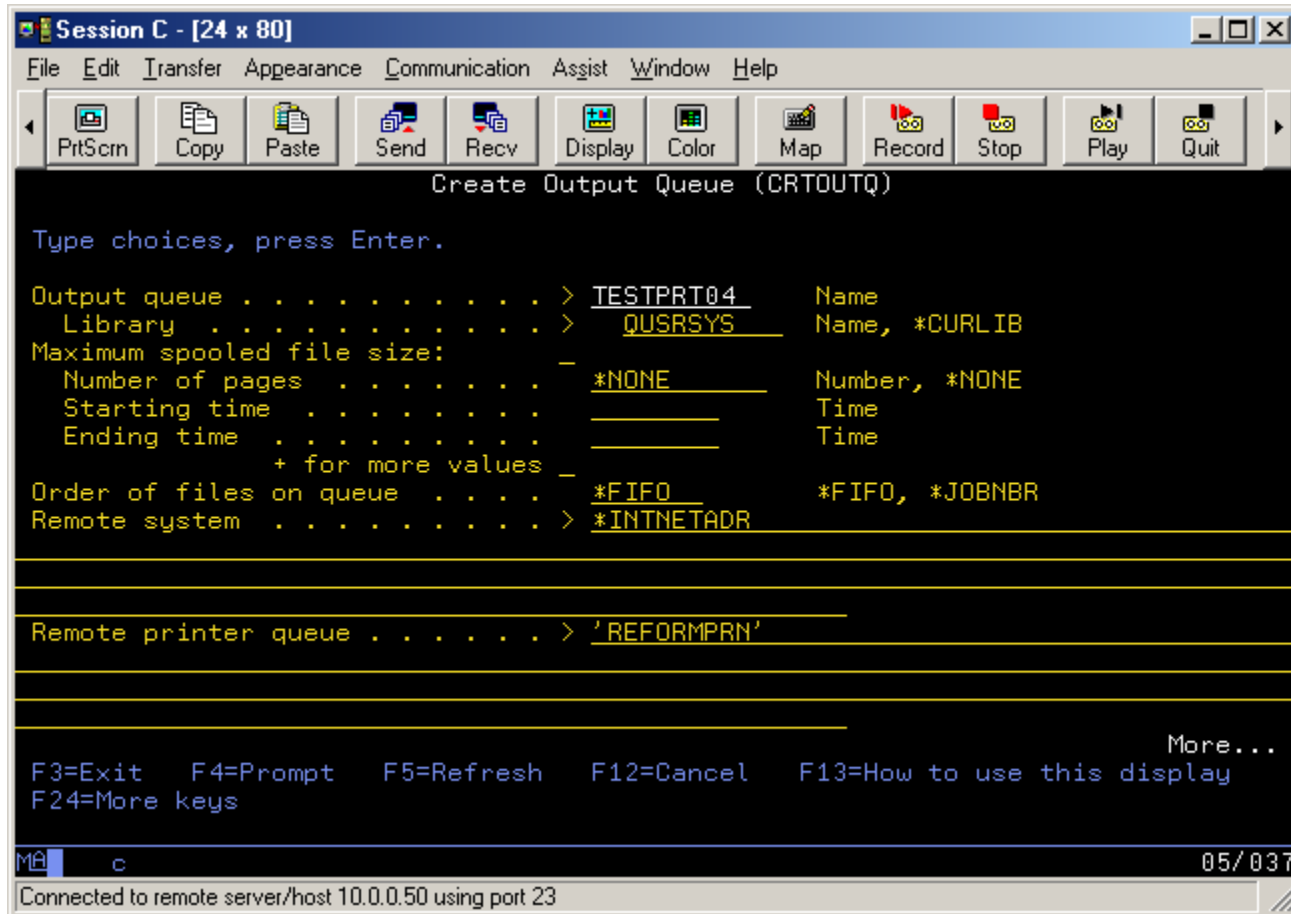 Session C - [24 x 80]
File Edit Transfer Appearance Communication Assist Window Help
PrtScrn Copy Paste Send Recv Display Color Map Record Stop Play Quit
Create Output Queue (CRTOUTQ)
Type choices, press Enter.
Output queue . . . . . . . . . . > TESTPRT04 Name
Library . . . . . . . . . . . > QUSRSYS Name, *CURLIB
Maximum spooled file size: _
Number of pages . . . . . . . *NONE Number, *NONE
Starting time . . . . . . . . Time
Ending time . . . . . . . . . Time
+ for more values _
Order of files on queue . . . . *FIFO *FIFO, *JOBNBR
Remote system . . . . . . . . . > *INTNETADR
Remote printer queue . . . . . . > 'REFORMPRN'
More...
F3=Exit F4=Prompt F5=Refresh F12=Cancel F13=How to use this display
F24=More keys
MA c 05/037
Connected to remote server/host 10.0.0.50 using port 23